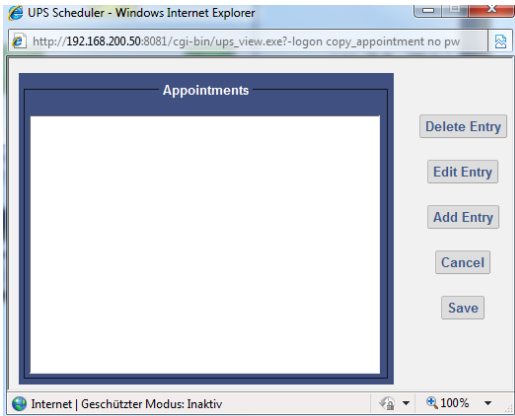 UPS Scheduler - Windows Internet Explorer
http://192.168.200.50:8081/cgi-bin/ups_view.exe?-logon copy_appointment no pw
Appointments
Delete Entry
Edit Entry
Add Entry
Cancel
Save
Internet | Geschützter Modus: Inaktiv
100%